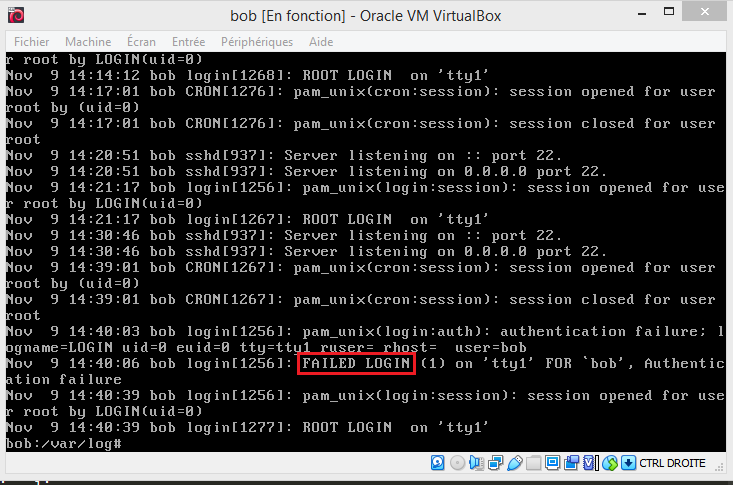 bob [En fonction] - Oracle VM VirtualBox
Fichier Machine Écran Entrée Périphériques Aide
r root by LOGIN(uid=0)
Nov  9 14:14:12 bob login[1268]: ROOT LOGIN  on 'tty1'
Nov  9 14:17:01 bob CRON[1276]: pam_unix(cron:session): session opened for user
root by (uid=0)
Nov  9 14:17:01 bob CRON[1276]: pam_unix(cron:session): session closed for user
root
Nov  9 14:20:51 bob sshd[937]: Server listening on :: port 22.
Nov  9 14:20:51 bob sshd[937]: Server listening on 0.0.0.0 port 22.
Nov  9 14:21:17 bob login[1256]: pam_unix(login:session): session opened for use
r root by LOGIN(uid=0)
Nov  9 14:21:17 bob login[1267]: ROOT LOGIN  on 'tty1'
Nov  9 14:30:46 bob sshd[937]: Server listening on :: port 22.
Nov  9 14:30:46 bob sshd[937]: Server listening on 0.0.0.0 port 22.
Nov  9 14:39:01 bob CRON[1267]: pam_unix(cron:session): session opened for user
root by (uid=0)
Nov  9 14:39:01 bob CRON[1267]: pam_unix(cron:session): session closed for user
root
Nov  9 14:40:03 bob login[1256]: pam_unix(login:auth): authentication failure; l
ogname=LOGIN uid=0 euid=0 tty=tty1 ruser= rhost=  user=bob
Nov  9 14:40:06 bob login[1256]: FAILED LOGIN (1) on 'tty1' FOR `bob', Authentic
ation failure
Nov  9 14:40:39 bob login[1256]: pam_unix(login:session): session opened for use
r root by LOGIN(uid=0)
Nov  9 14:40:39 bob login[1277]: ROOT LOGIN  on 'tty1'
bob:/var/log#
CTRL DROITE